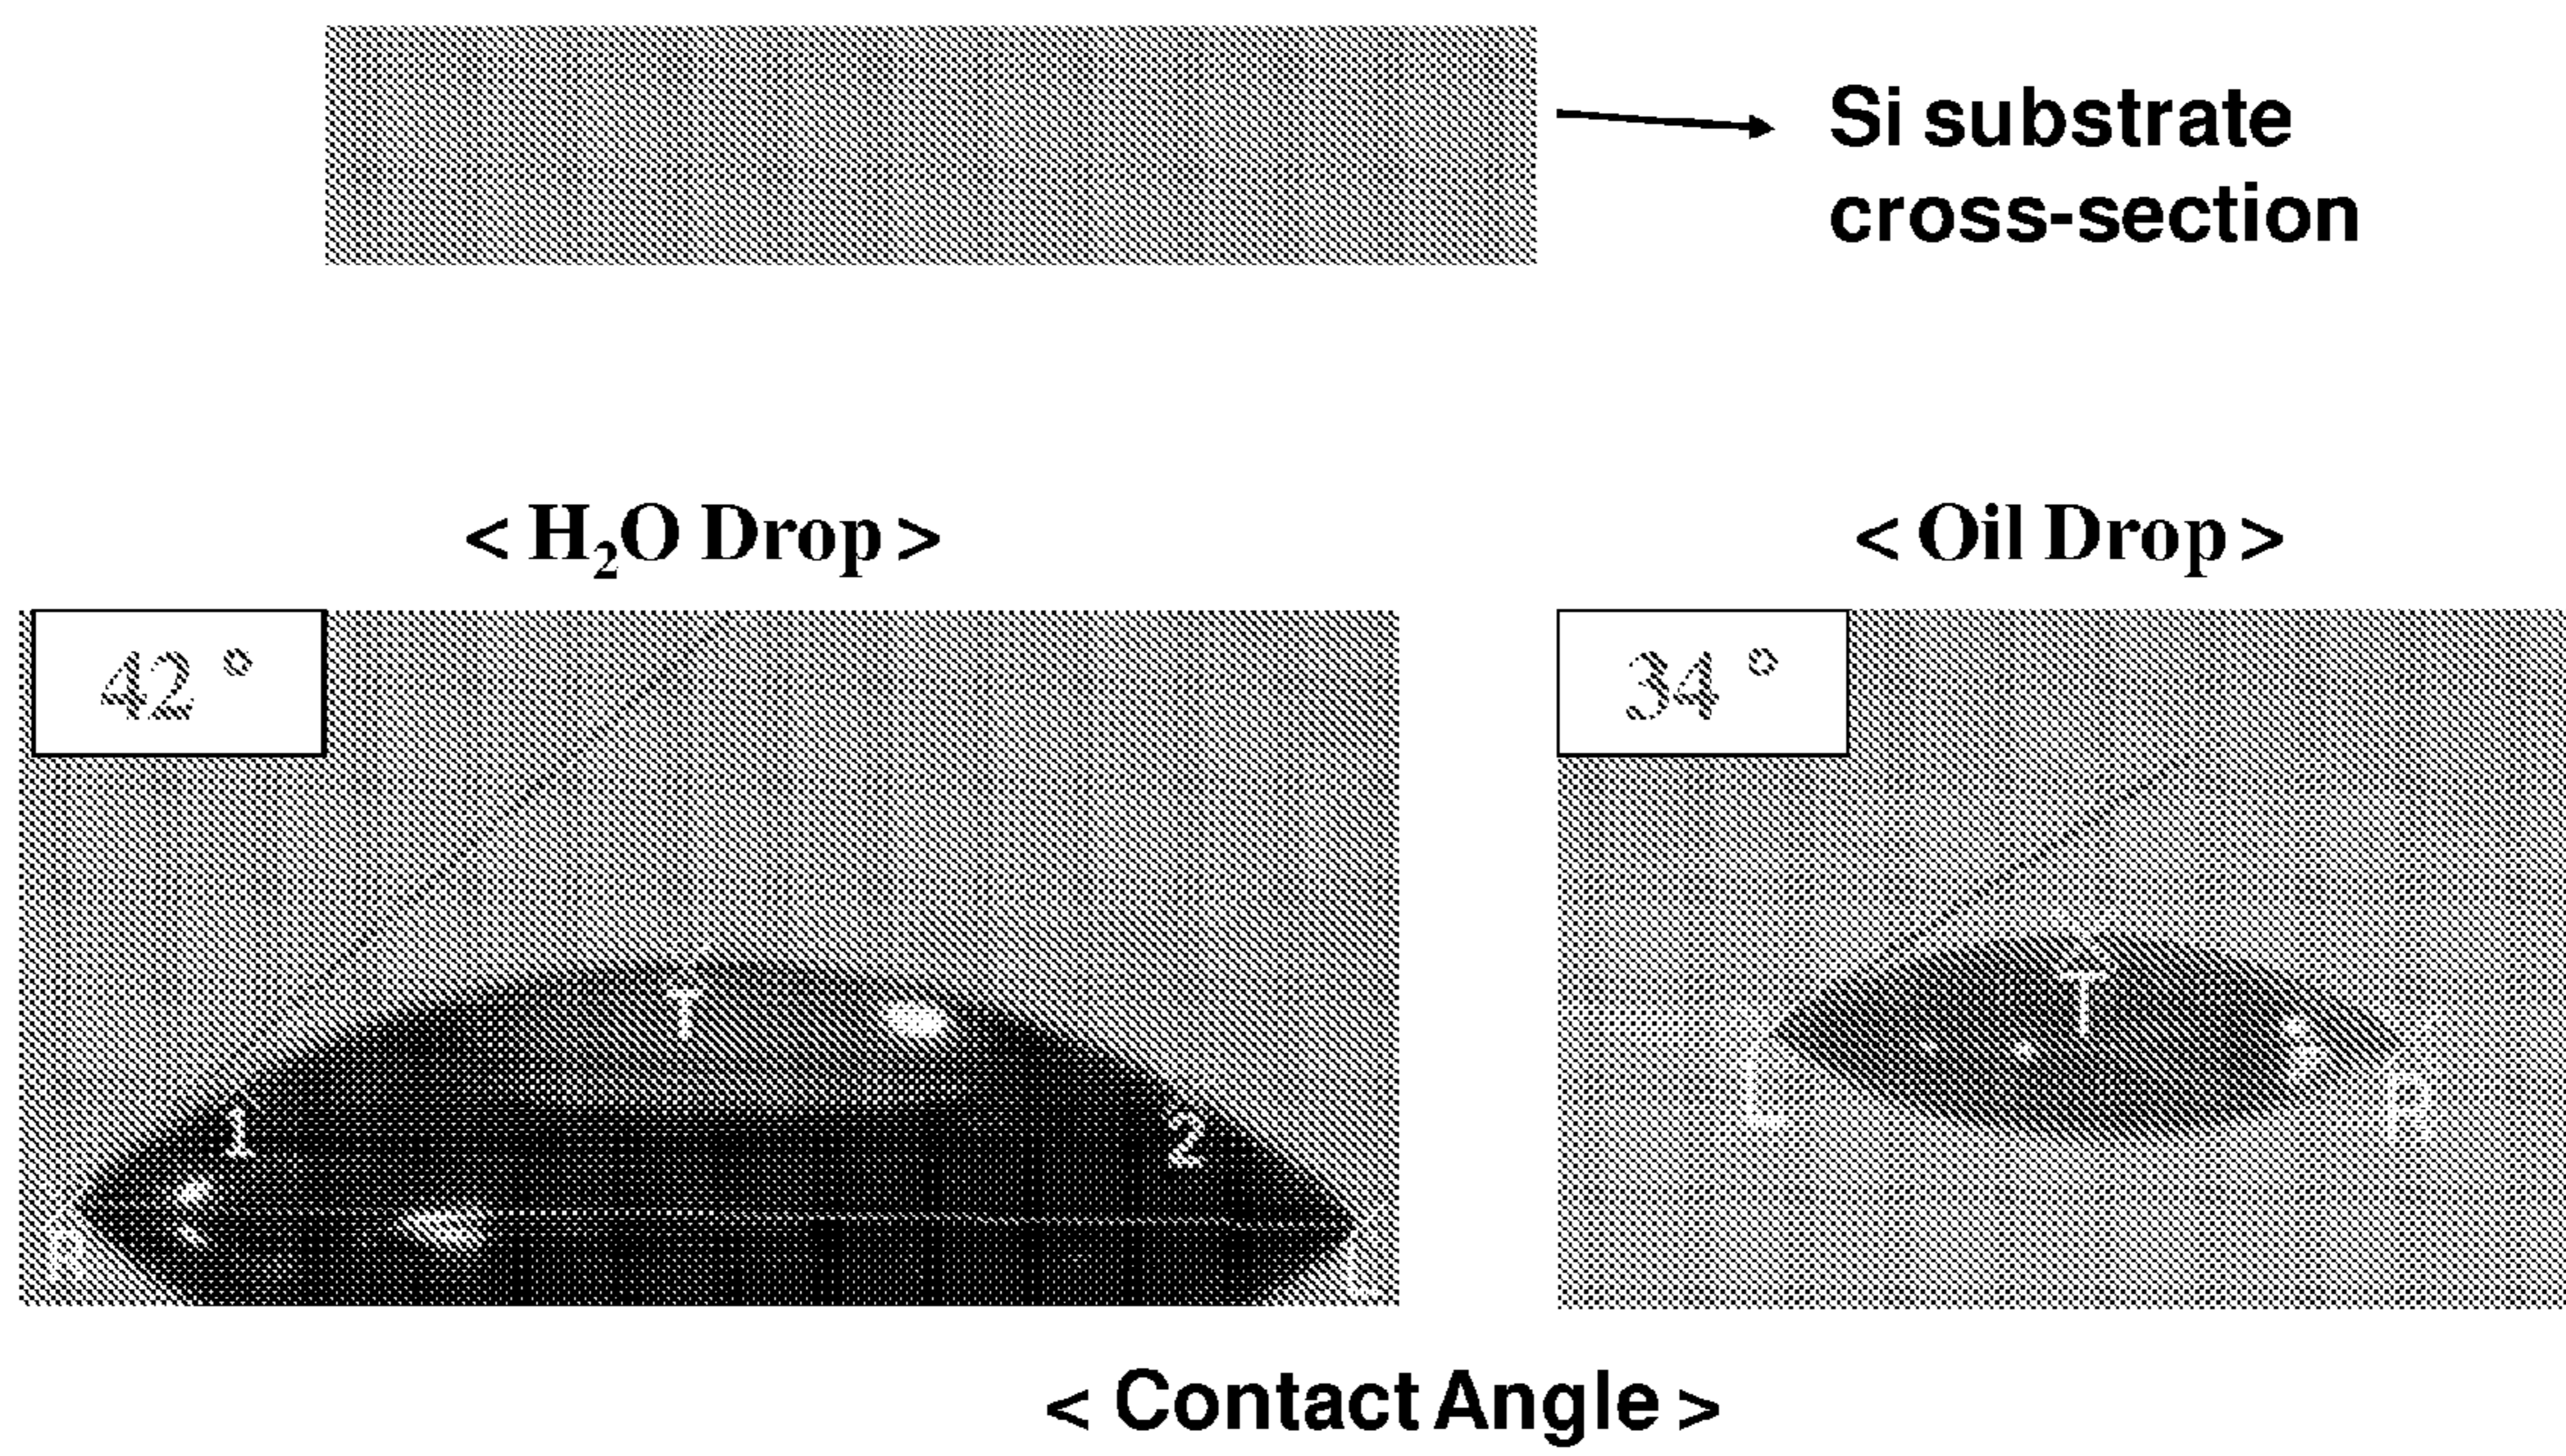 Si substrate
cross-section
< H₂O Drop >
< Oil Drop >
42 °
34 °
T
1
2
R
L
T
L
R
< Contact Angle >